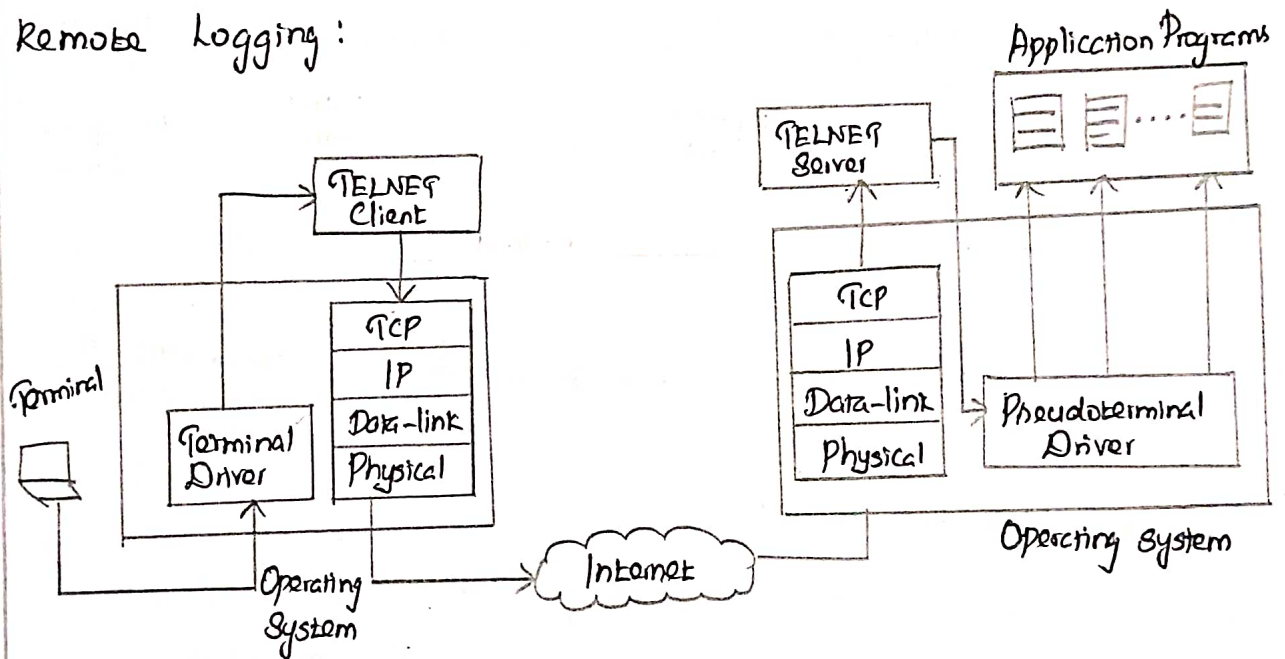 Remote Logging :
Application Programs
TELNET
Server
TELNET
Client
TCP
IP
Data-link
Physical
TCP
IP
Data-link
Physical
Terminal
Terminal
Driver
Pseudoterminal
Driver
Operating System
Internet
Operating
System